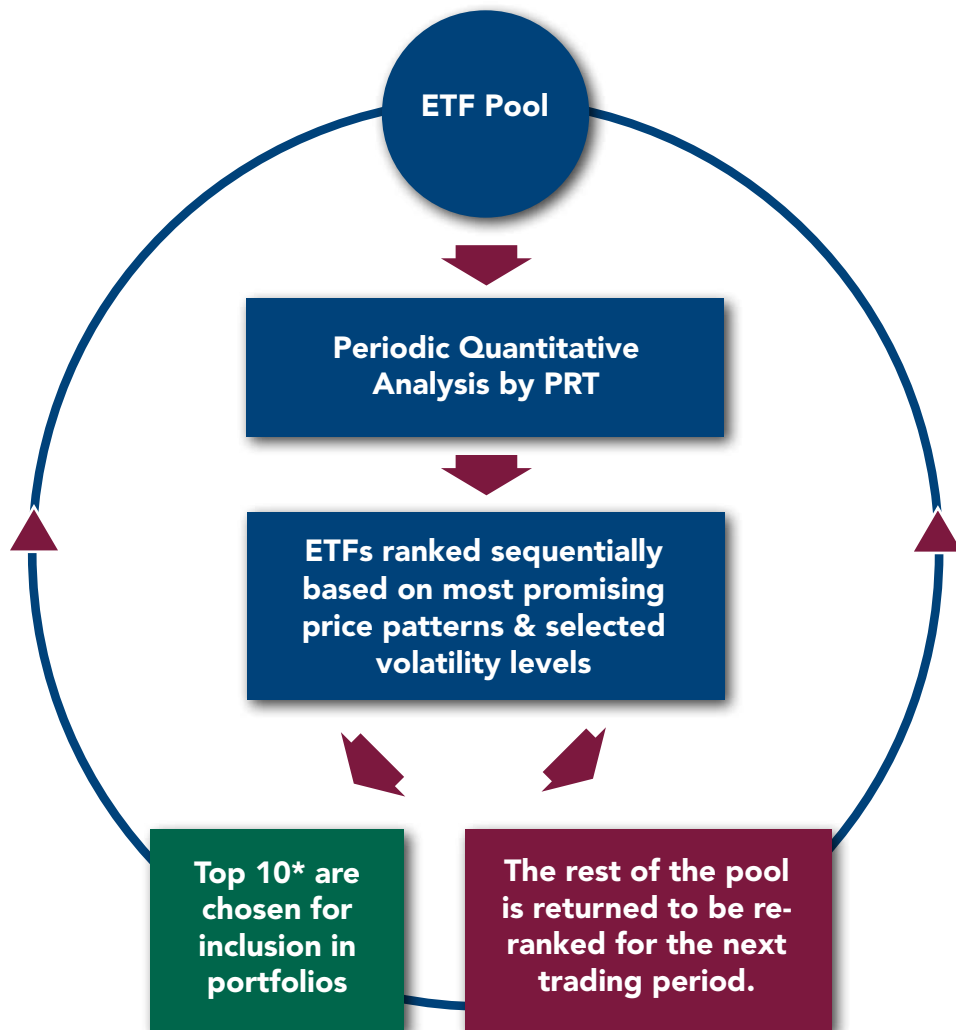 ETF Pool
Periodic Quantitative
Analysis by PRT
ETFs ranked sequentially
based on most promising
price patterns & selected
volatility levels
Top 10* are
chosen for
inclusion in
portfolios
The rest of the pool
is returned to be re-
ranked for the next
trading period.